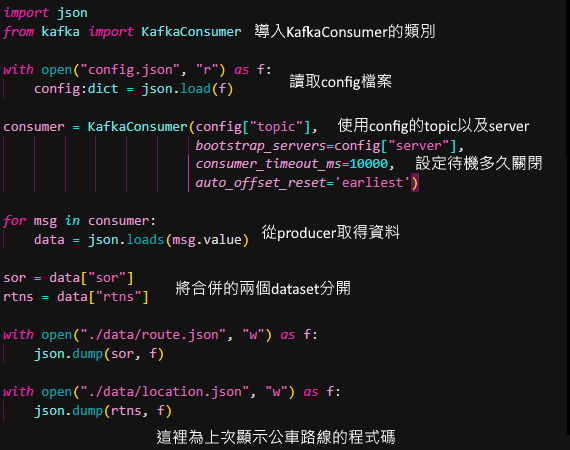 import json
from kafka import KafkaConsumer 導入KafkaConsumer的類別
with open("config.json", "r") as f:
    config:dict = json.load(f) 讀取config檔案
consumer = KafkaConsumer(config["topic"], 使用config的topic以及server
                         bootstrap_servers=config["server"],
                         consumer_timeout_ms=10000, 設定待機多久關閉
                         auto_offset_reset='earliest')
for msg in consumer:
    data = json.loads(msg.value) 從producer取得資料
sor = data["sor"]
rtns = data["rtns"] 將合併的兩個dataset分開
with open("./data/route.json", "w") as f:
    json.dump(sor, f)
with open("./data/location.json", "w") as f:
    json.dump(rtns, f)
這裡為上次顯示公車路線的程式碼